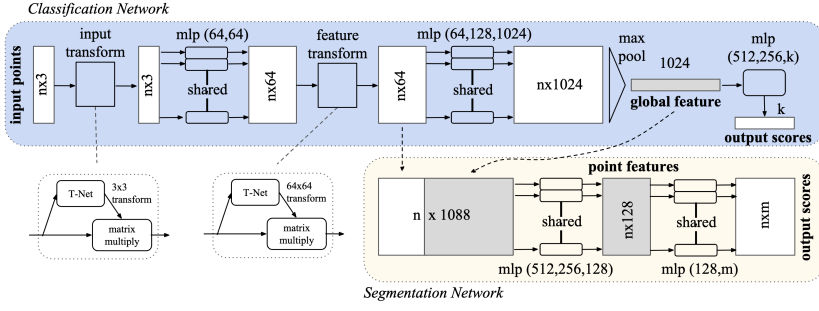 Classification Network
input points
nx3
input
transform
nx3
mlp (64,64)
shared
nx64
feature
transform
nx64
mlp (64,128,1024)
shared
nx1024
max
pool
1024
global feature
mlp
(512,256,k)
k
output scores
T-Net
3x3
transform
matrix
multiply
T-Net
64x64
transform
matrix
multiply
point features
n x 1088
shared
nx128
shared
nxm
output scores
mlp (512,256,128)
mlp (128,m)
Segmentation Network